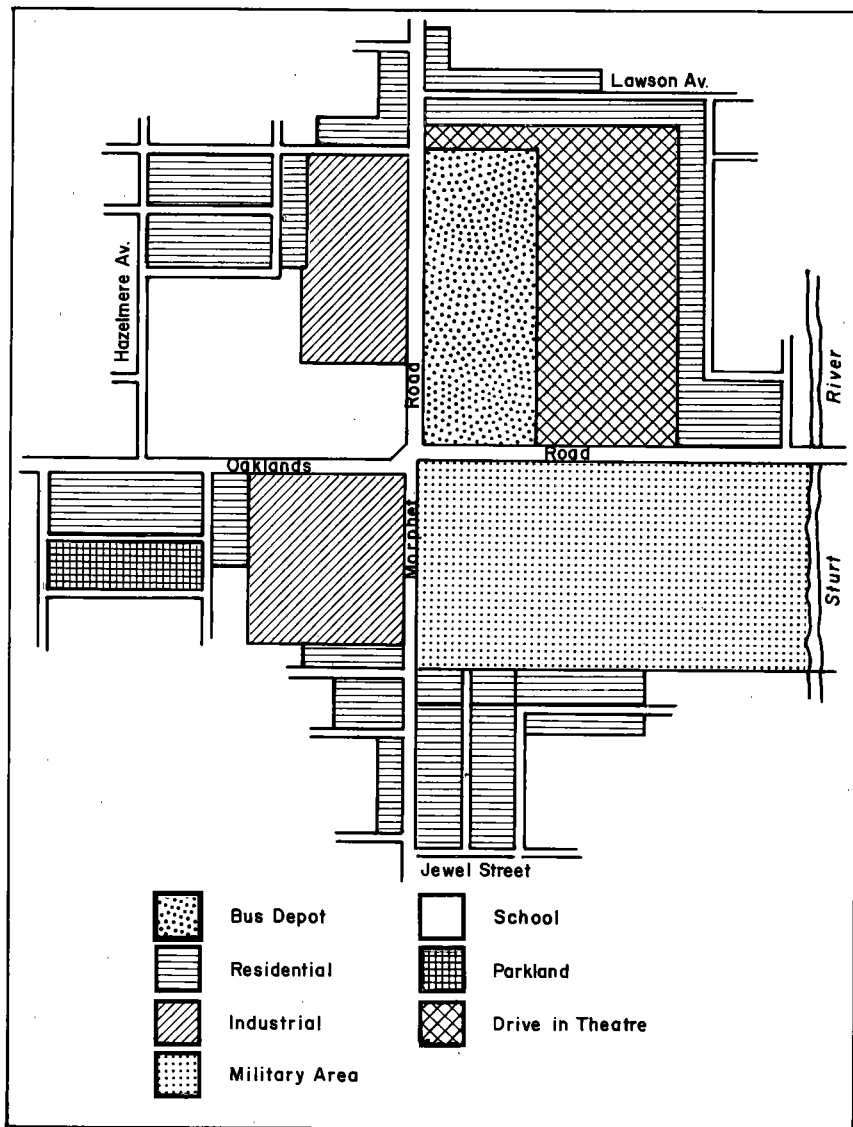 Lawson Av.
Hazelmere Av.
Road
River
Oaklands
Road
Morphet
Sturt
Jewel Street
Bus Depot
School
Residential
Parkland
Industrial
Drive in Theatre
Military Area